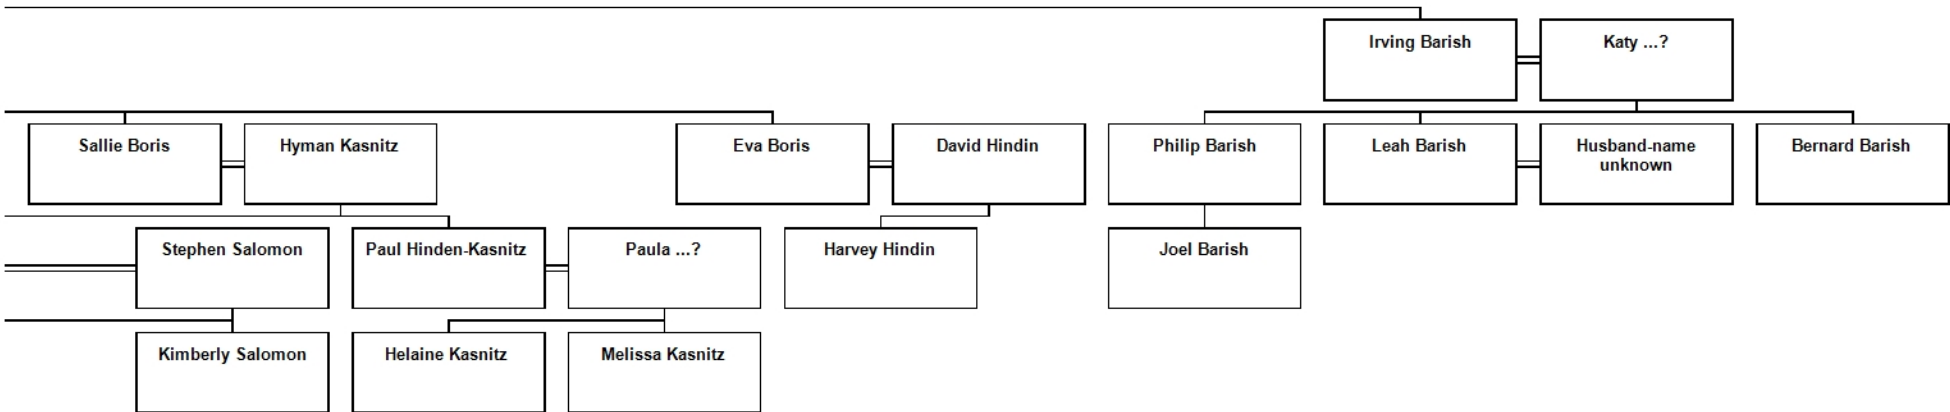 Irving Barish
Katy ...?
Sallie Boris
Hyman Kasnitz
Eva Boris
David Hindin
Philip Barish
Leah Barish
Husband-name
unknown
Bernard Barish
Stephen Salomon
Paul Hinden-Kasnitz
Paula ...?
Harvey Hindin
Joel Barish
Kimberly Salomon
Helaine Kasnitz
Melissa Kasnitz